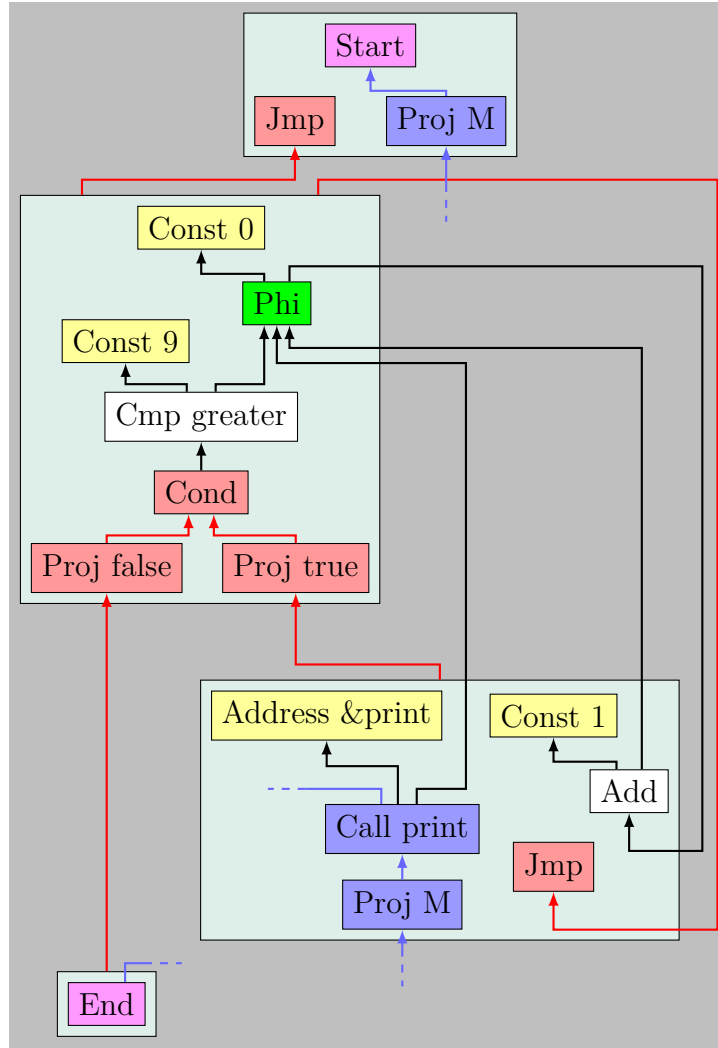 Start
Jmp
Proj M
Const 0
Phi
Const 9
Cmp greater
Cond
Proj false
Proj true
Address &print
Const 1
Add
Call print
Jmp
Proj M
End